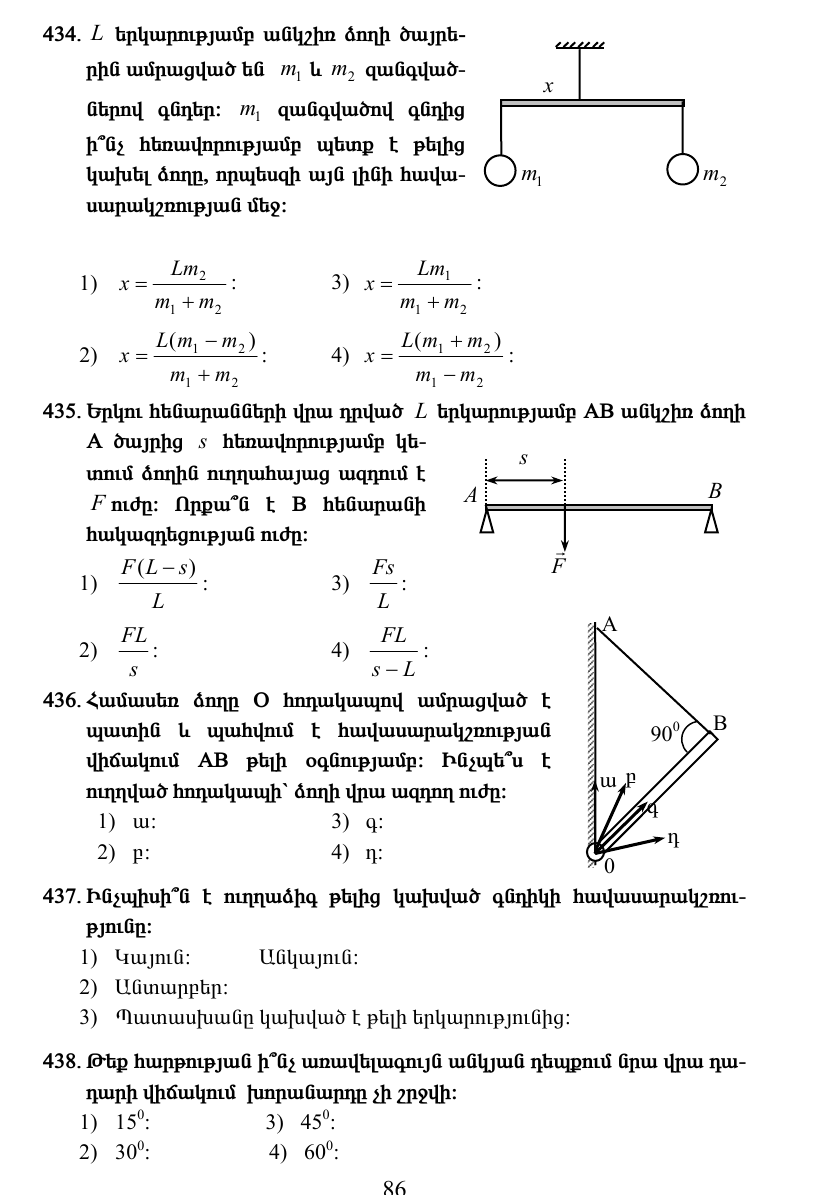 434. L երկարությամբ անկշիռ ձողի ծայրե-
րին ամրացված են m₁ և m₂ զանգված-
ներով գնդեր: m₁ զանգվածով գնդից
ի՞նչ հեռավորությամբ պետք է թելից
կախել ձողը, որպեսզի այն լինի հավա-
սարակշռության մեջ:
x
m₁ m₂
1) x = Lm₂ / (m₁ + m₂) : 3) x = Lm₁ / (m₁ + m₂) :
2) x = L(m₁ − m₂) / (m₁ + m₂) : 4) x = L(m₁ + m₂) / (m₁ − m₂) :
435. Երկու հենարանների վրա դրված L երկարությամբ AB անկշիռ ձողի
A ծայրից s հեռավորությամբ կե-
տում ձողին ուղղահայաց ազդում է
F ուժը: Որքա՞ն է B հենարանի
հակազդեցության ուժը:
s
A B
F⃗
1) F(L − s) / L : 3) Fs / L :
2) FL / s : 4) FL / (s − L) :
436. Համասեռ ձողը O հոդակապով ամրացված է
պատին և պահվում է հավասարակշռության
վիճակում AB թելի օգնությամբ: Ինչպե՞ս է
ուղղված հոդակապի՝ ձողի վրա ազդող ուժը:
1) ա: 3) գ:
2) բ: 4) դ:
A
B
90⁰
ա բ
գ
դ
0
437. Ինչպիսի՞ն է ուղղաձիգ թելից կախված գնդիկի հավասարակշռու-
թյունը:
1) Կայուն: Անկայուն:
2) Անտարբեր:
3) Պատասխանը կախված է թելի երկարությունից:
438. Թեք հարթության ի՞նչ առավելագույն անկյան դեպքում նրա վրա դա-
դարի վիճակում խորանարդը չի շրջվի:
1) 15⁰: 3) 45⁰:
2) 30⁰: 4) 60⁰:
86